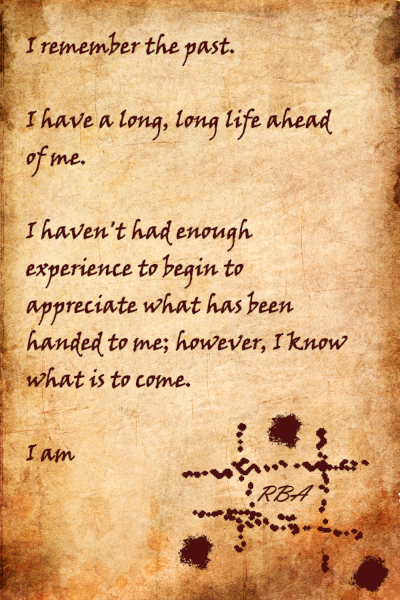 I remember the past.
I have a long, long life ahead
of me.
I haven't had enough
experience to begin to
appreciate what has been
handed to me; however, I know
what is to come.
I am
RBA